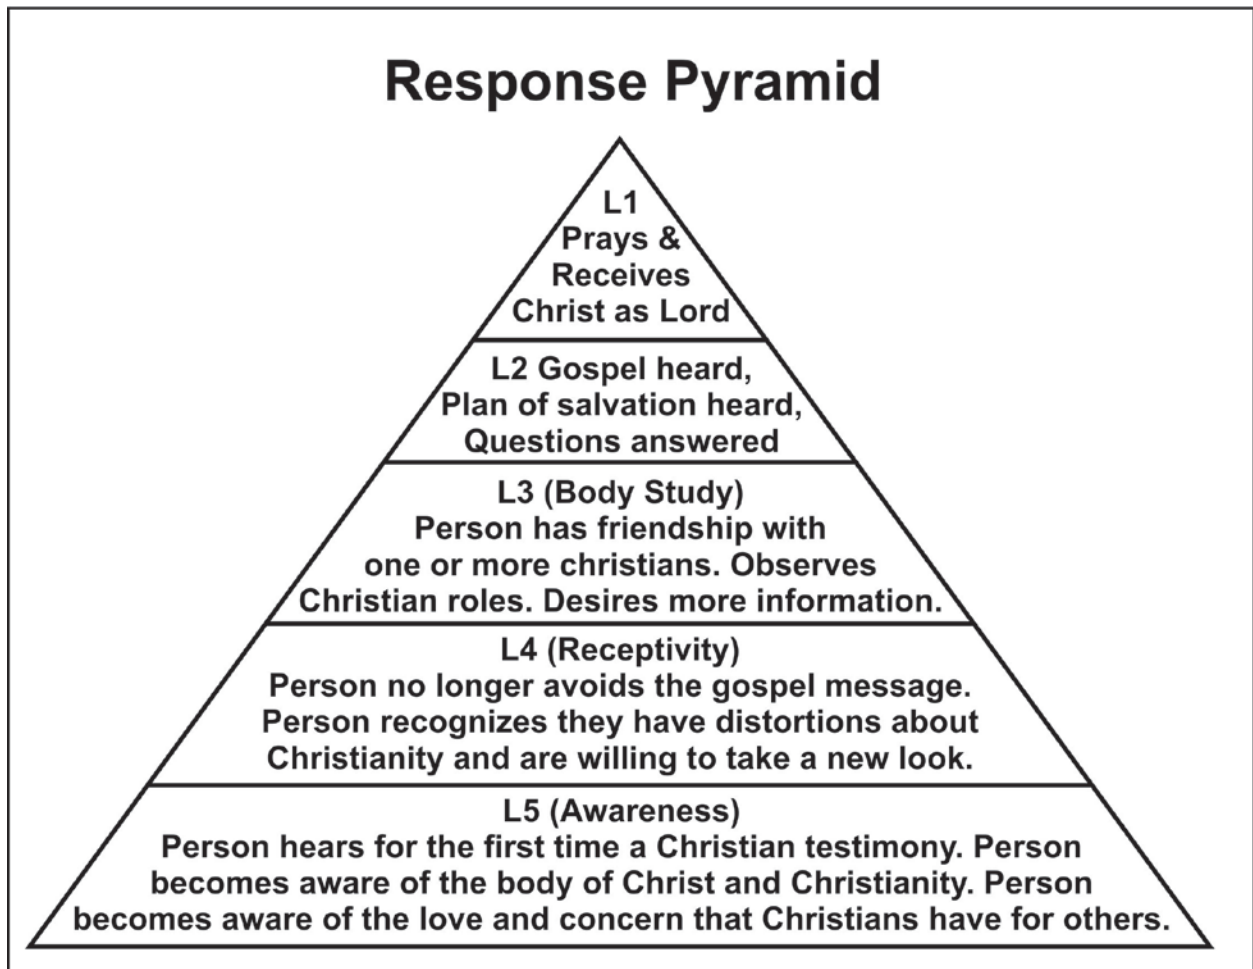 Response Pyramid
L1
Prays &
Receives
Christ as Lord
L2 Gospel heard,
Plan of salvation heard,
Questions answered
L3 (Body Study)
Person has friendship with
one or more christians. Observes
Christian roles. Desires more information.
L4 (Receptivity)
Person no longer avoids the gospel message.
Person recognizes they have distortions about
Christianity and are willing to take a new look.
L5 (Awareness)
Person hears for the first time a Christian testimony. Person
becomes aware of the body of Christ and Christianity. Person
becomes aware of the love and concern that Christians have for others.